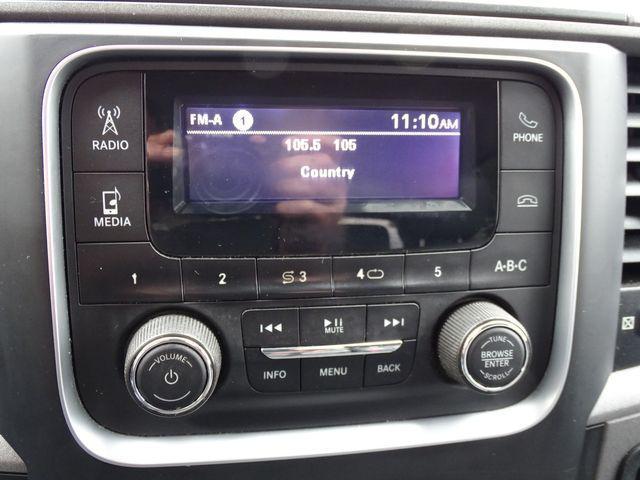 RADIO
MEDIA
FM-A 1 11:10AM
105.5 105
Country
PHONE
1 2 3 4 5 A·B·C
MUTE
INFO MENU BACK
VOLUME
TUNE
BROWSE
ENTER
SCROLL